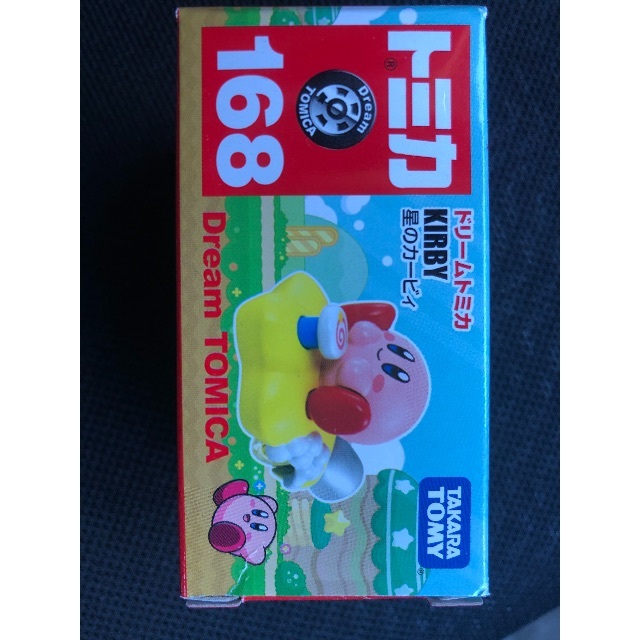 トミカ
®
Dream
TOMICA
168
ドリームトミカ
KIRBY
星のカービィ
Dream TOMICA
TAKARA
TOMY
®